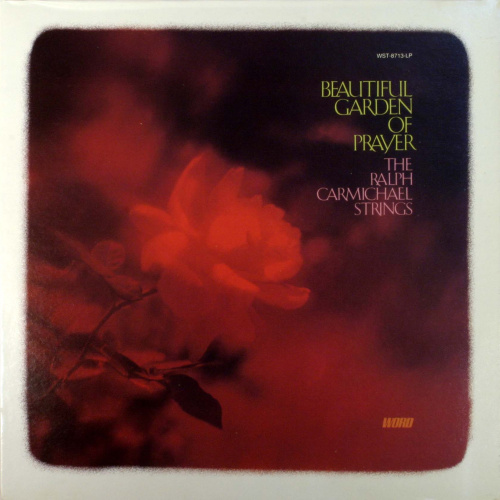 WST-8713-LP
BEAUTIFUL
GARDEN
OF
PRAYER
THE
RALPH
CARMICHAEL
STRINGS
WORD